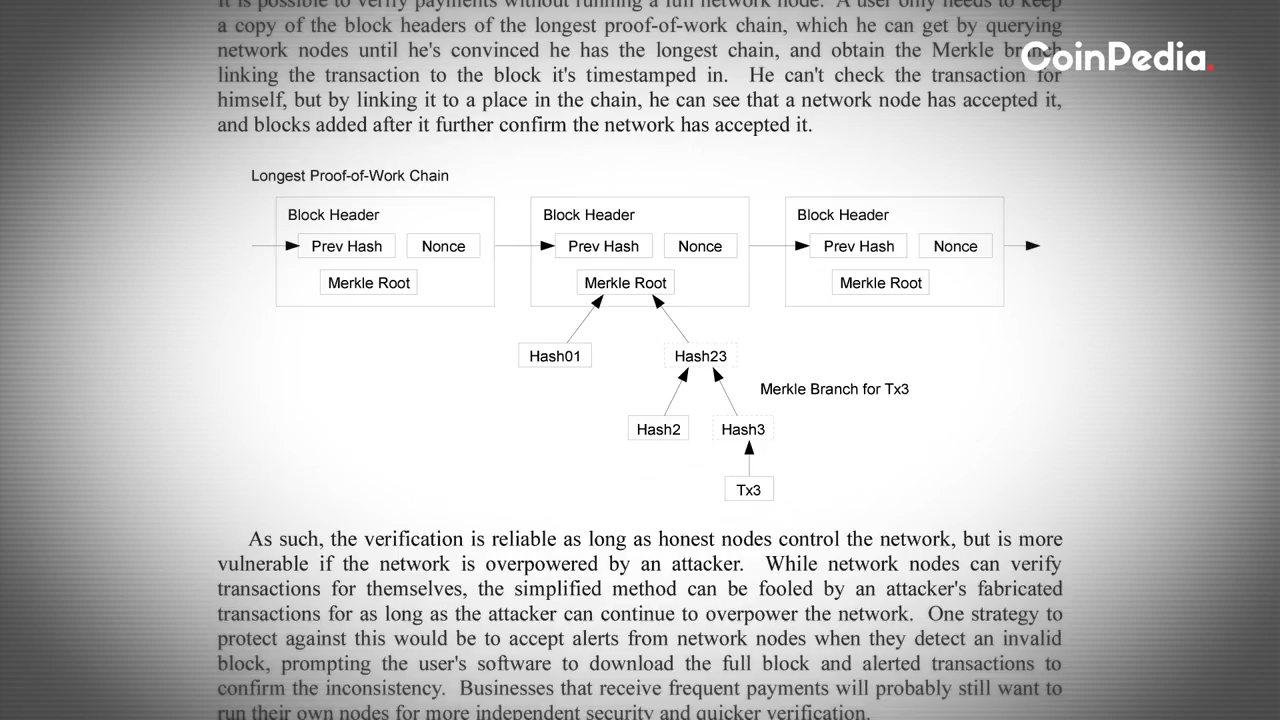 It is possible to verify payments without running a full network node. A user only needs to keep
a copy of the block headers of the longest proof-of-work chain, which he can get by querying
network nodes until he's convinced he has the longest chain, and obtain the Merkle branch
CoinPedia.
linking the transaction to the block it's timestamped in. He can't check the transaction for
himself, but by linking it to a place in the chain, he can see that a network node has accepted it,
and blocks added after it further confirm the network has accepted it.
Longest Proof-of-Work Chain
Block Header Block Header Block Header
Prev Hash Nonce Prev Hash Nonce Prev Hash Nonce
Merkle Root Merkle Root Merkle Root
Hash01 Hash23
Merkle Branch for Tx3
Hash2 Hash3
Tx3
As such, the verification is reliable as long as honest nodes control the network, but is more
vulnerable if the network is overpowered by an attacker. While network nodes can verify
transactions for themselves, the simplified method can be fooled by an attacker's fabricated
transactions for as long as the attacker can continue to overpower the network. One strategy to
protect against this would be to accept alerts from network nodes when they detect an invalid
block, prompting the user's software to download the full block and alerted transactions to
confirm the inconsistency. Businesses that receive frequent payments will probably still want to
run their own nodes for more independent security and quicker verification.